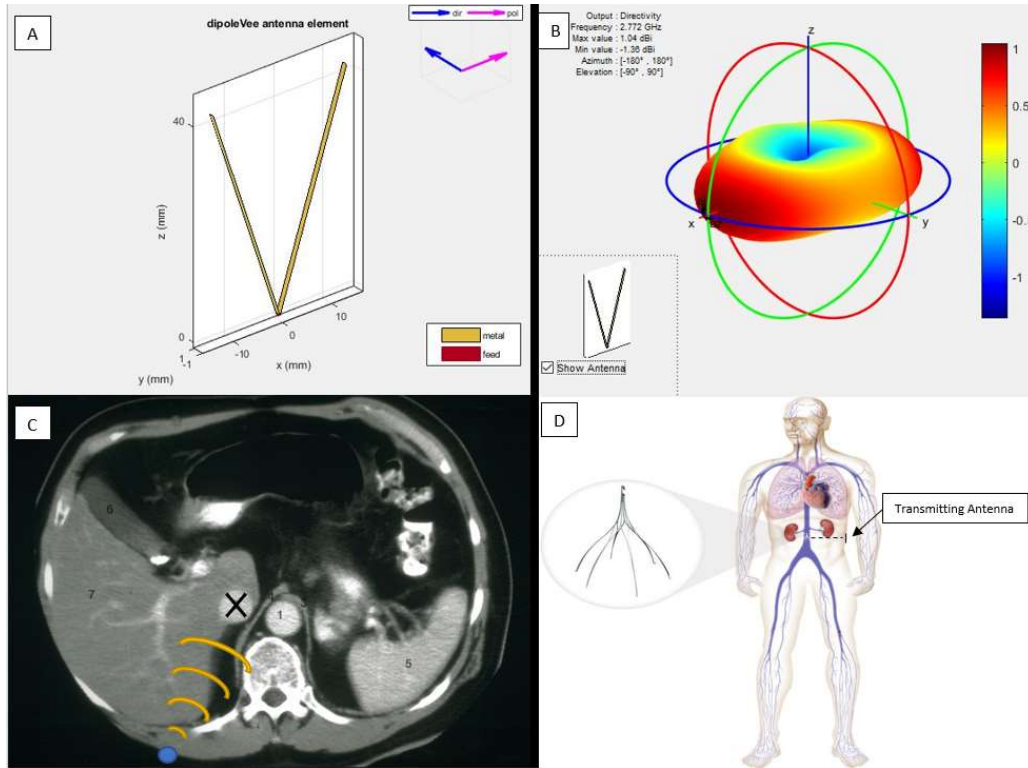 A
dipoleVee antenna element
dir
pol
40
0
z (mm)
1
-1
y (mm)
-10
0
10
x (mm)
metal
feed
B
Output : Directivity
Frequency : 2.772 GHz
Max value : 1.04 dBi
Min value : -1.36 dBi
Azimuth : [-180° , 180°]
Elevation : [-90° , 90°]
z
x
y
1
0.5
0
-0.5
-1
Show Antenna
C
6
7
X
1
5
D
Transmitting Antenna